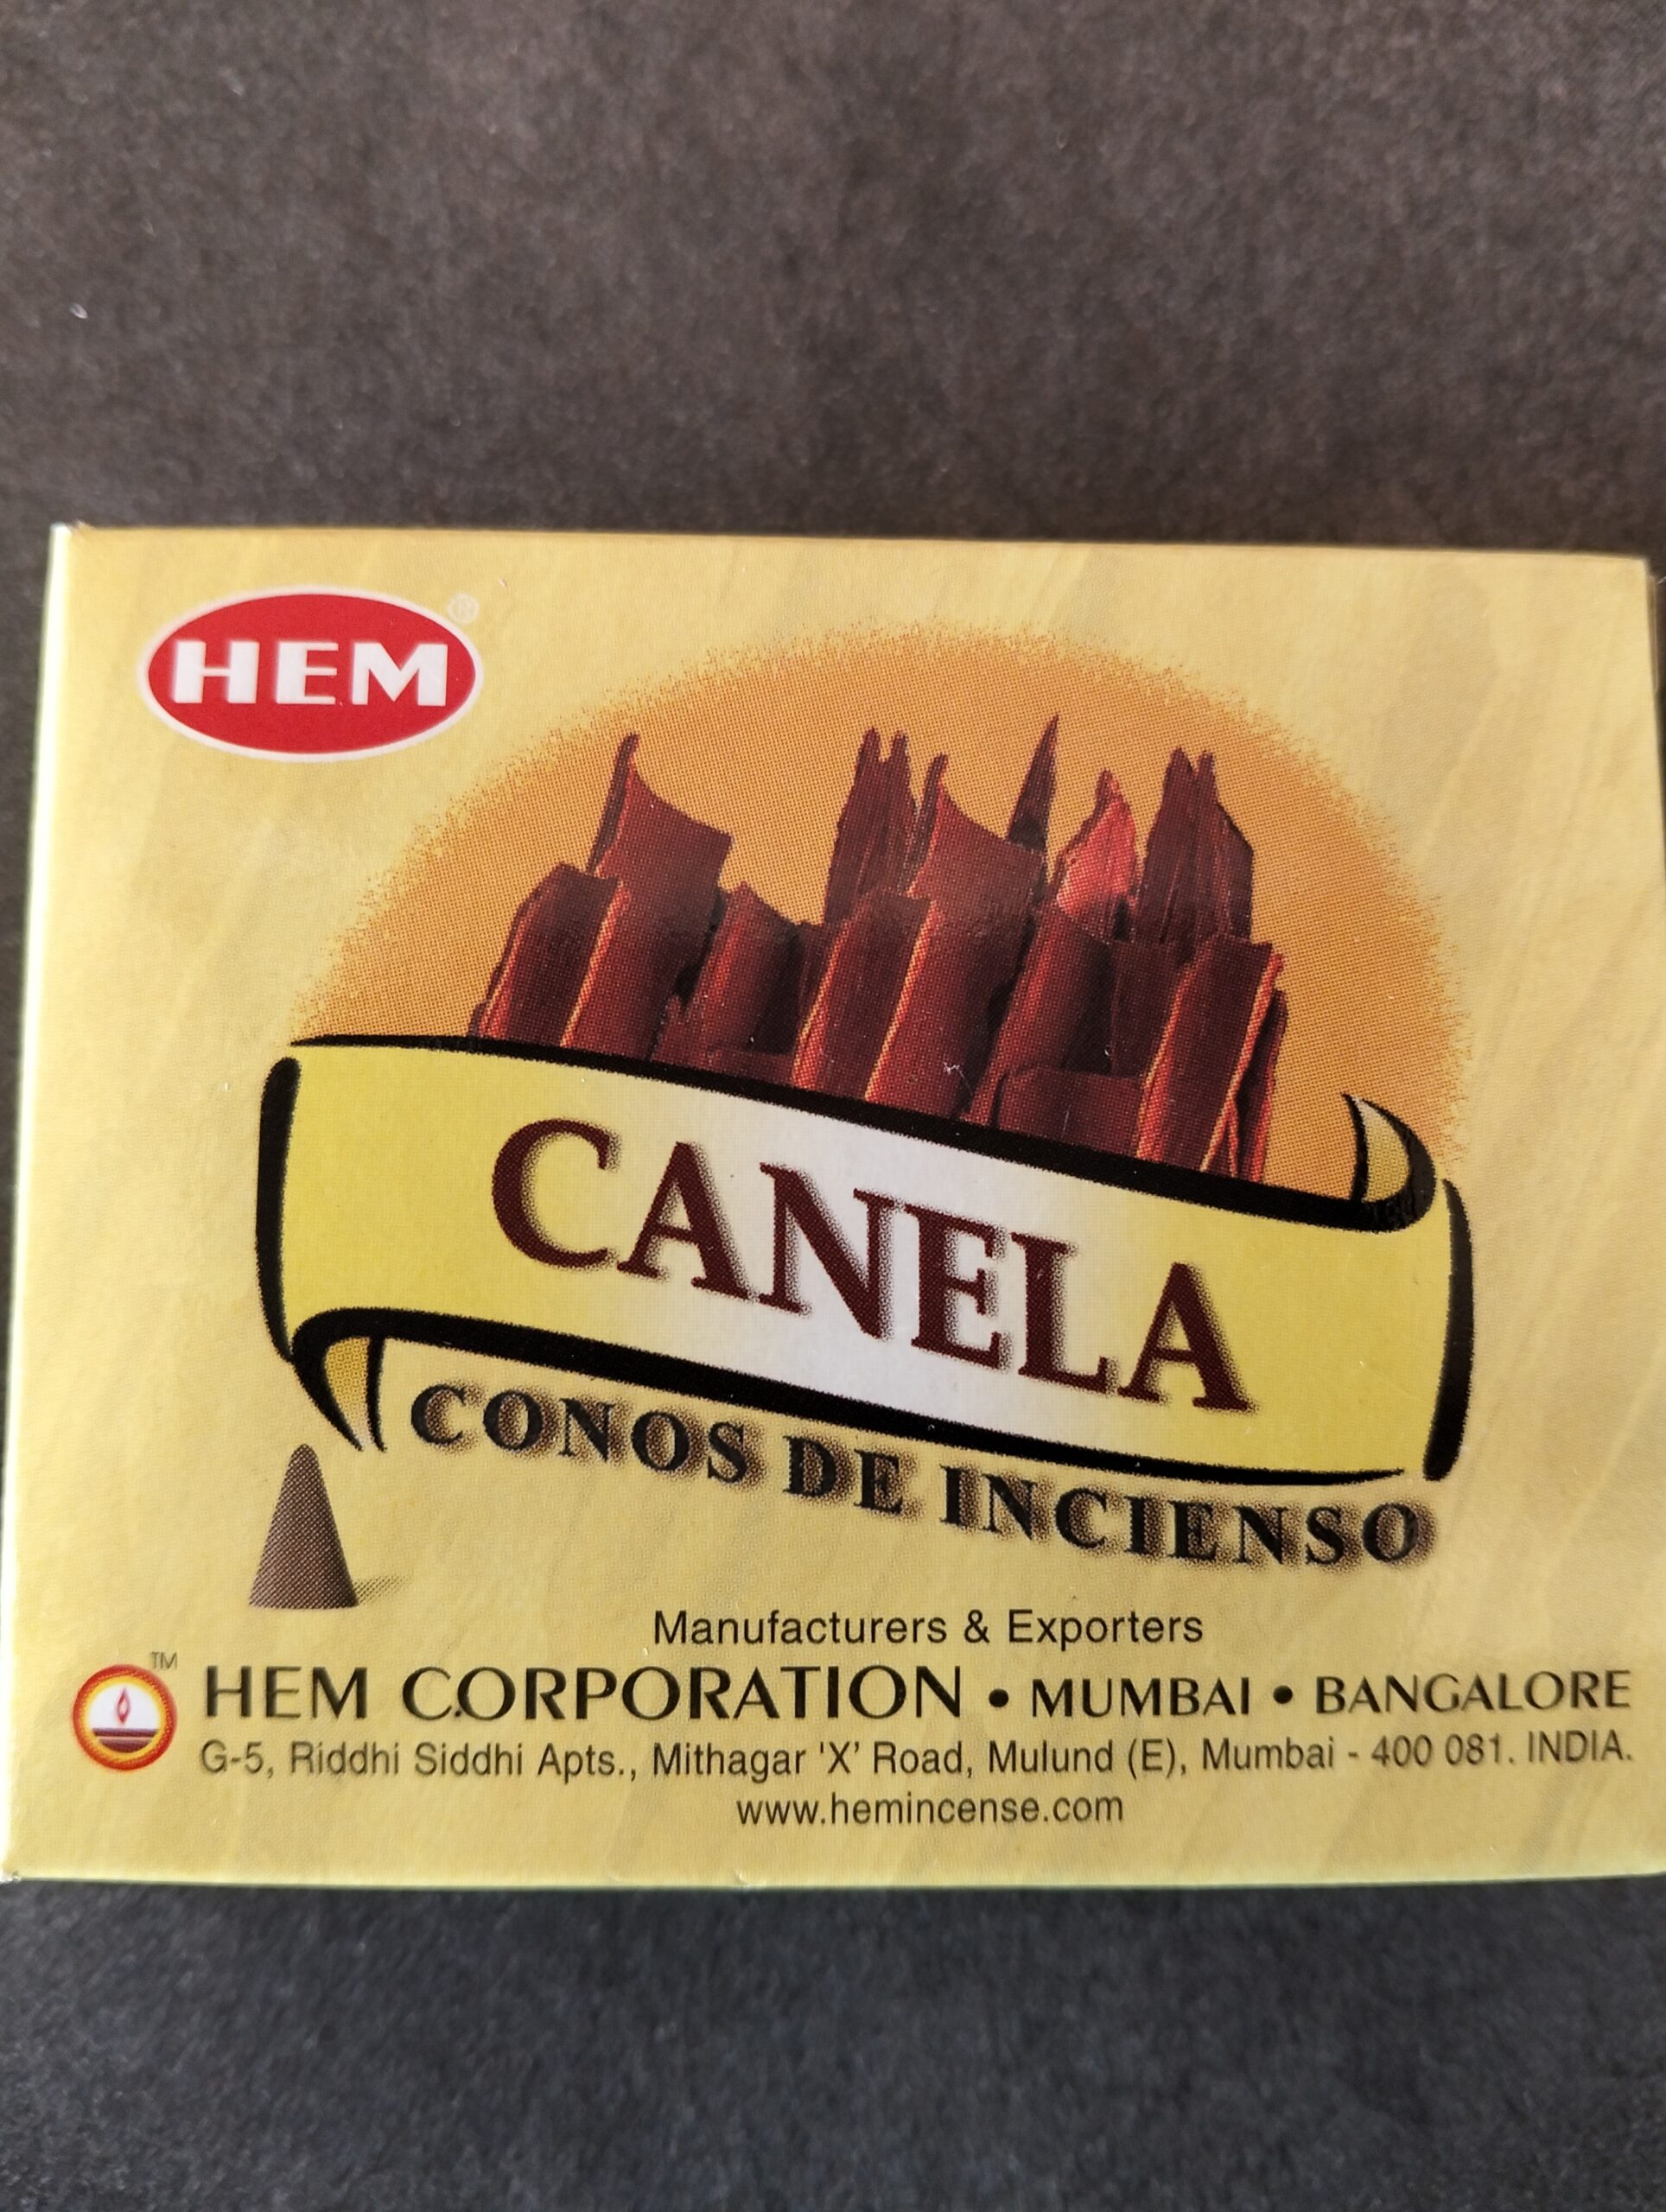 HEM®
CANELA
CONOS DE INCIENSO
Manufacturers & Exporters
™ HEM CORPORATION • MUMBAI • BANGALORE
G-5, Riddhi Siddhi Apts., Mithagar 'X' Road, Mulund (E), Mumbai - 400 081. INDIA.
www.hemincense.com